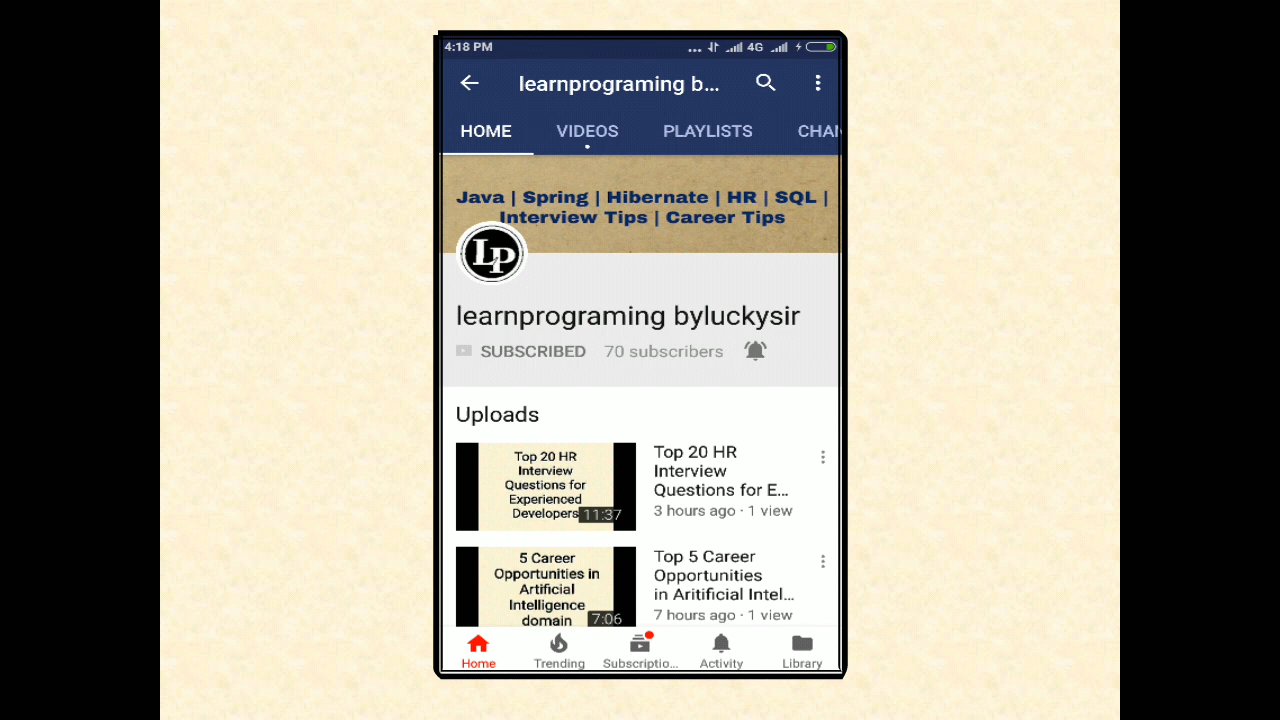 4:18 PM ... 4G
learnprograming b...
HOME VIDEOS PLAYLISTS CHAN
Java | Spring | Hibernate | HR | SQL |
Interview Tips | Career Tips
LP
learnprograming byluckysir
SUBSCRIBED 70 subscribers
Uploads
Top 20 HR
Interview
Questions for
Experienced
Developers
11:37
Top 20 HR
Interview
Questions for E...
3 hours ago · 1 view
5 Career
Opportunities in
Artificial
Intelligence
domain
7:06
Top 5 Career
Opportunities
in Aritificial Intel...
7 hours ago · 1 view
Home Trending Subscriptio... Activity Library